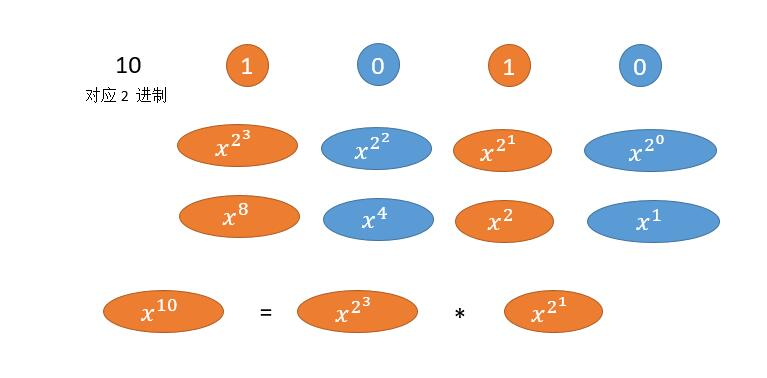 10 1 0 1 0
对应 2 进制
x^{2^3} x^{2^2} x^{2^1} x^{2^0}
x^8 x^4 x^2 x^1
x^{10} = x^{2^3} * x^{2^1}